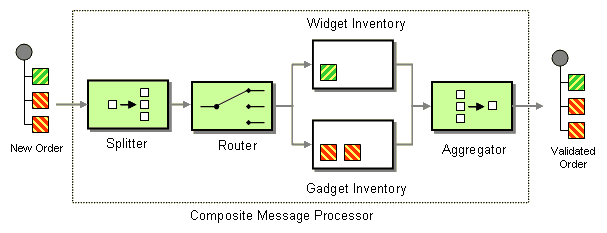 Widget Inventory
New Order
Splitter
Router
Gadget Inventory
Aggregator
Validated
Order
Composite Message Processor